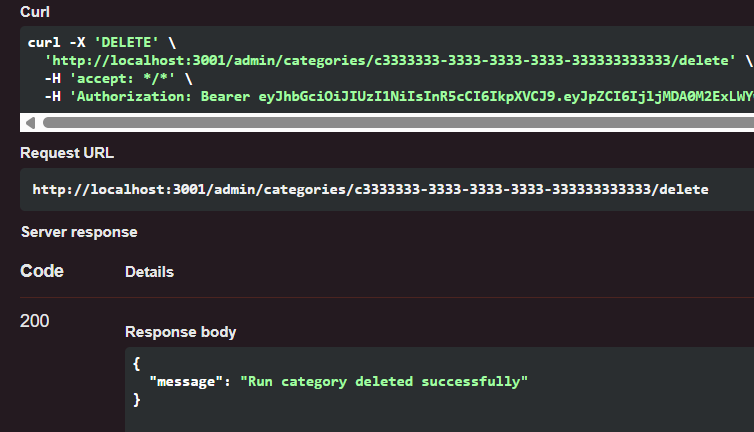 Curl
curl -X 'DELETE' \
'http://localhost:3001/admin/categories/c3333333-3333-3333-3333-333333333333/delete' \
-H 'accept: */*' \
-H 'Authorization: Bearer eyJhbGciOiJIUzI1NiIsInR5cCI6IkpXVCJ9.eyJpZCI6IjljMDA0M2ExLWY
Request URL
http://localhost:3001/admin/categories/c3333333-3333-3333-3333-333333333333/delete
Server response
Code Details
200
Response body
{
"message": "Run category deleted successfully"
}